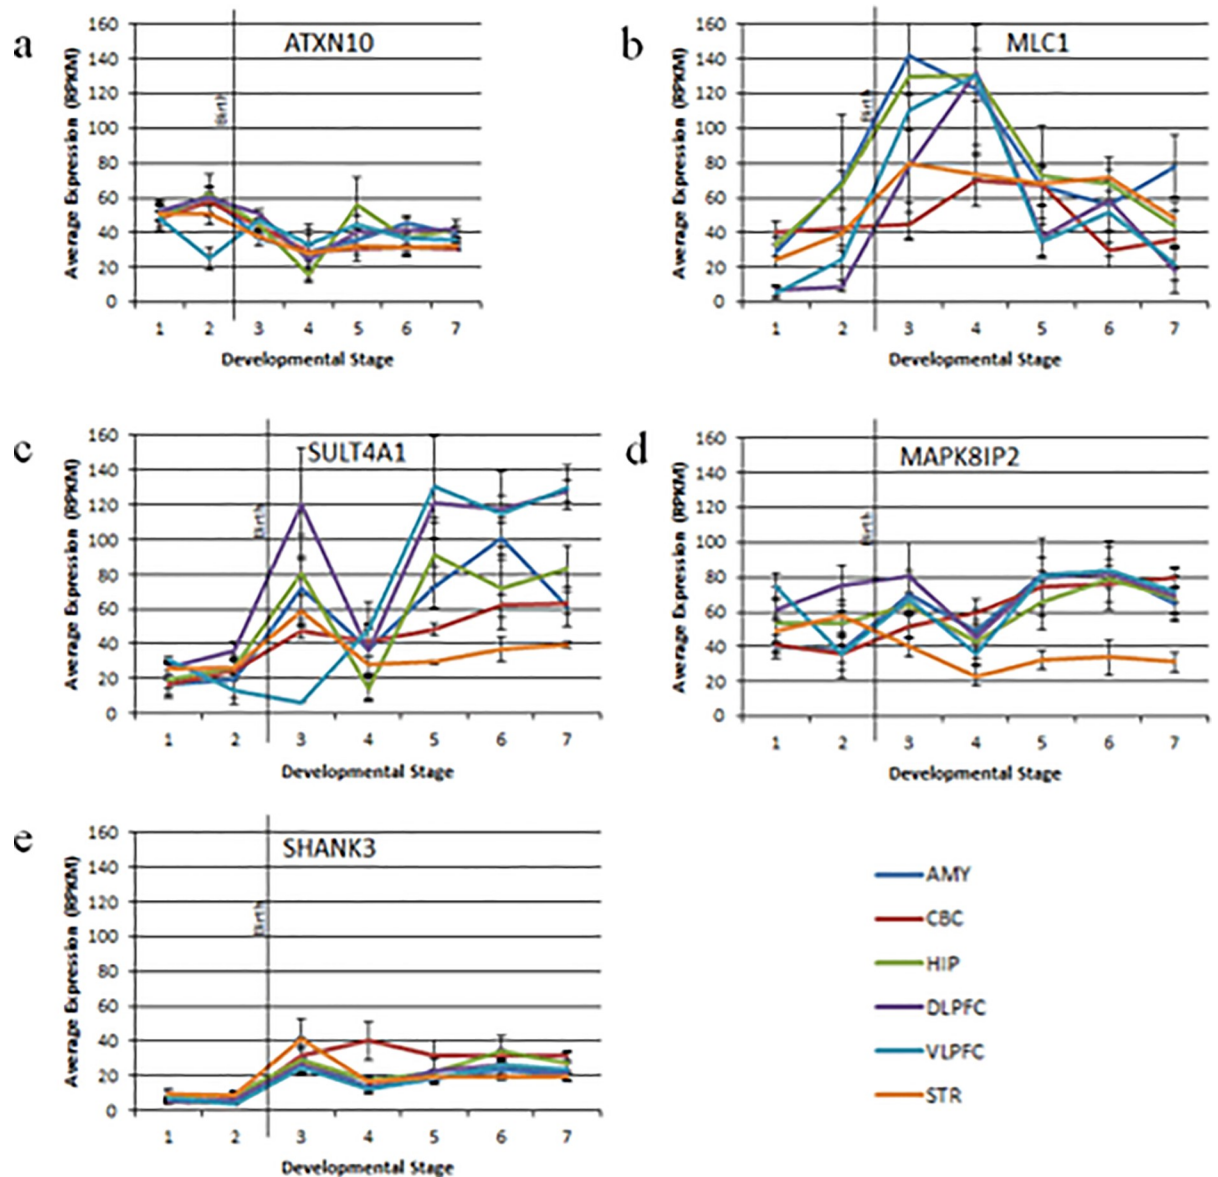 a
ATXN10
Average Expression (RPKM)
160
140
120
100
80
60
40
20
0
Birth
1 2 3 4 5 6 7
Developmental Stage
b
MLC1
Average Expression (RPKM)
160
140
120
100
80
60
40
20
0
Birth
1 2 3 4 5 6 7
Developmental Stage
c
SULT4A1
Average Expression (RPKM)
160
140
120
100
80
60
40
20
0
Birth
1 2 3 4 5 6 7
Developmental Stage
d
MAPK8IP2
Average Expression (RPKM)
160
140
120
100
80
60
40
20
0
Birth
1 2 3 4 5 6 7
Developmental Stage
e
SHANK3
Average Expression (RPKM)
160
140
120
100
80
60
40
20
0
Birth
1 2 3 4 5 6 7
Developmental Stage
AMY
CBC
HIP
DLPFC
VLPFC
STR